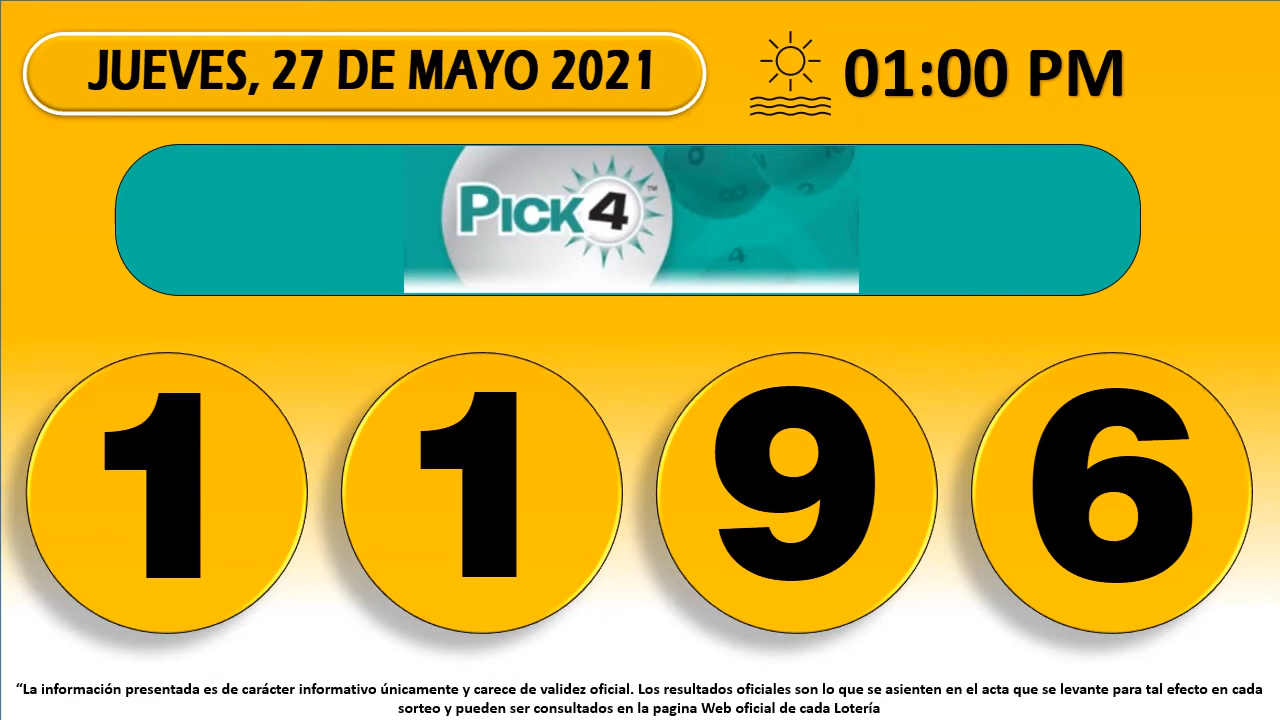 JUEVES, 27 DE MAYO 2021
01:00 PM
PICK 4™
1 1 9 6
“La información presentada es de carácter informativo únicamente y carece de validez oficial. Los resultados oficiales son lo que se asienten en el acta que se levante para tal efecto en cada
sorteo y pueden ser consultados en la pagina Web oficial de cada Lotería